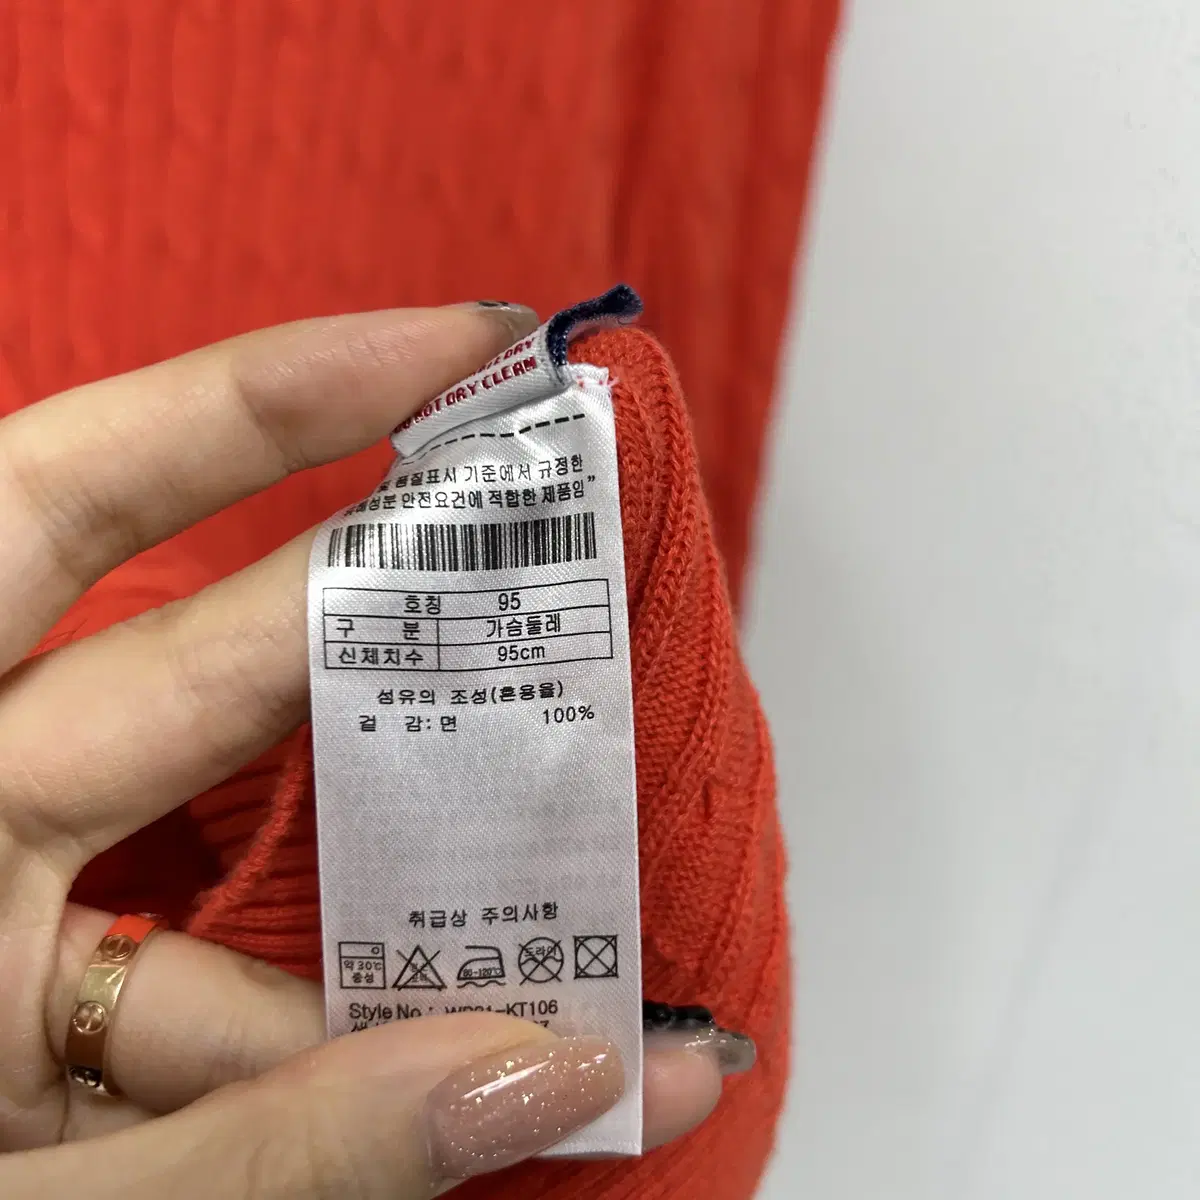 DRY
DO NOT DRY CLEAN
및 품질표시 기준에서 규정한
유해성분 안전요건에 적합한 제품임”
호칭 95
구 분 가슴둘레
신체치수 95cm
섬유의 조성(혼용율)
겉 감: 면 100%
취급상 주의사항
약 30℃
중성
80-120℃
드라이
Style No.: KT106